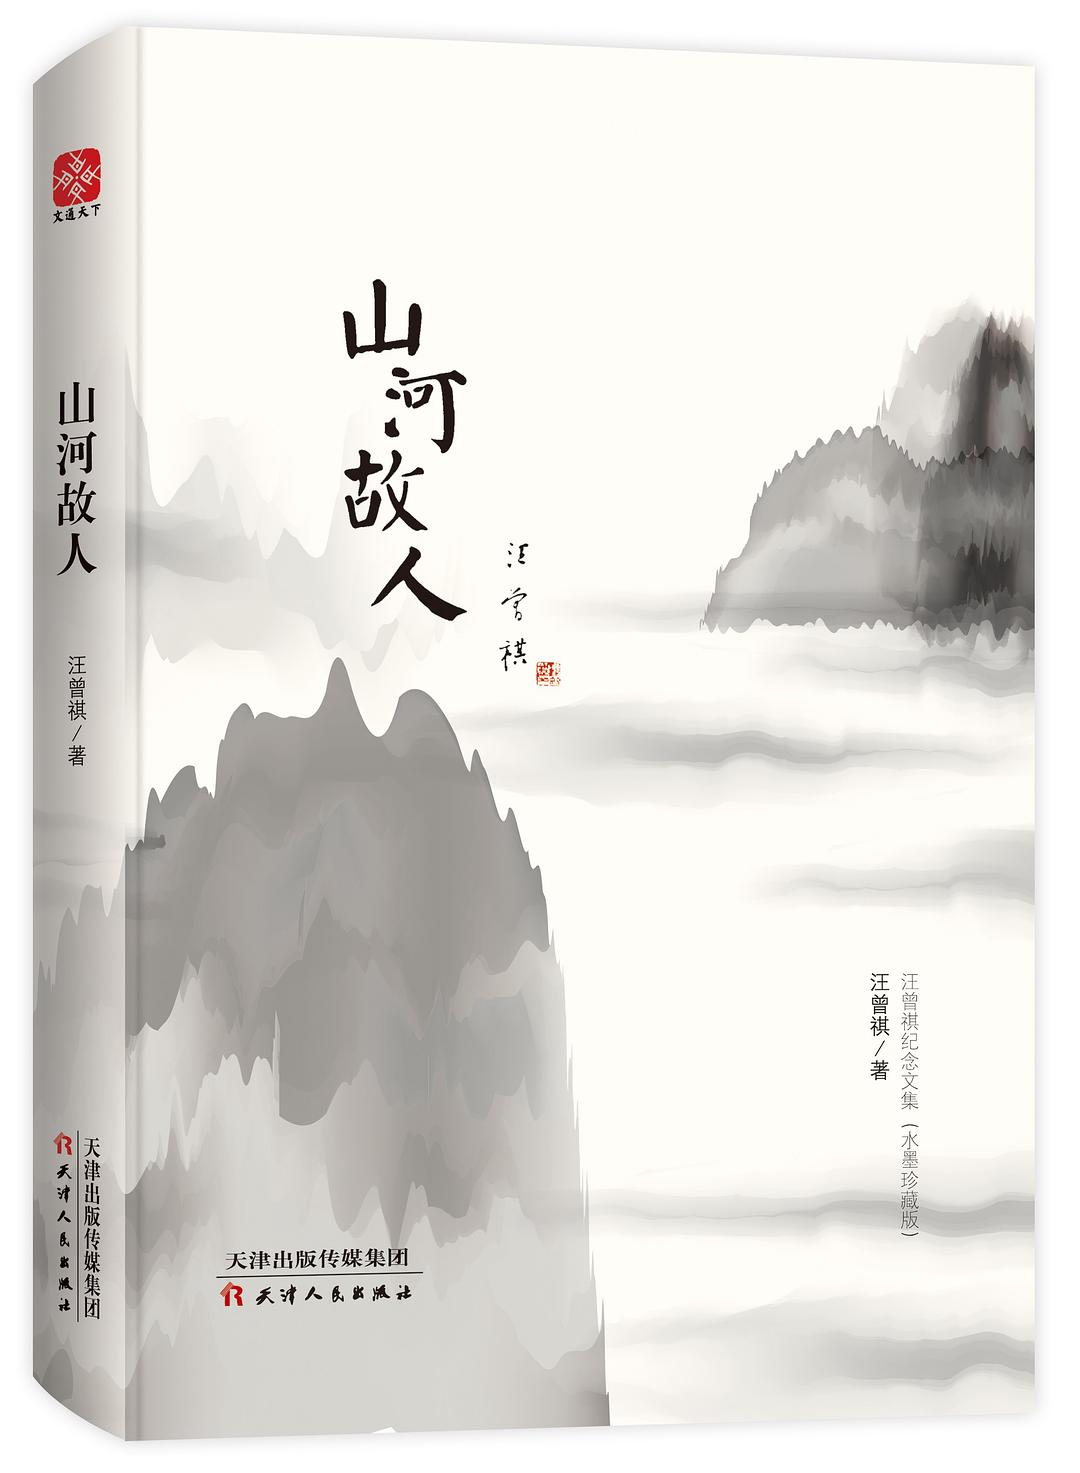 文通天下
山河故人
汪曾祺／著
天津出版传媒集团
天津人民出版社
山河故人
汪曾祺
汪曾祺纪念文集（水墨珍藏版）
汪曾祺／著
天津出版传媒集团
天津人民出版社